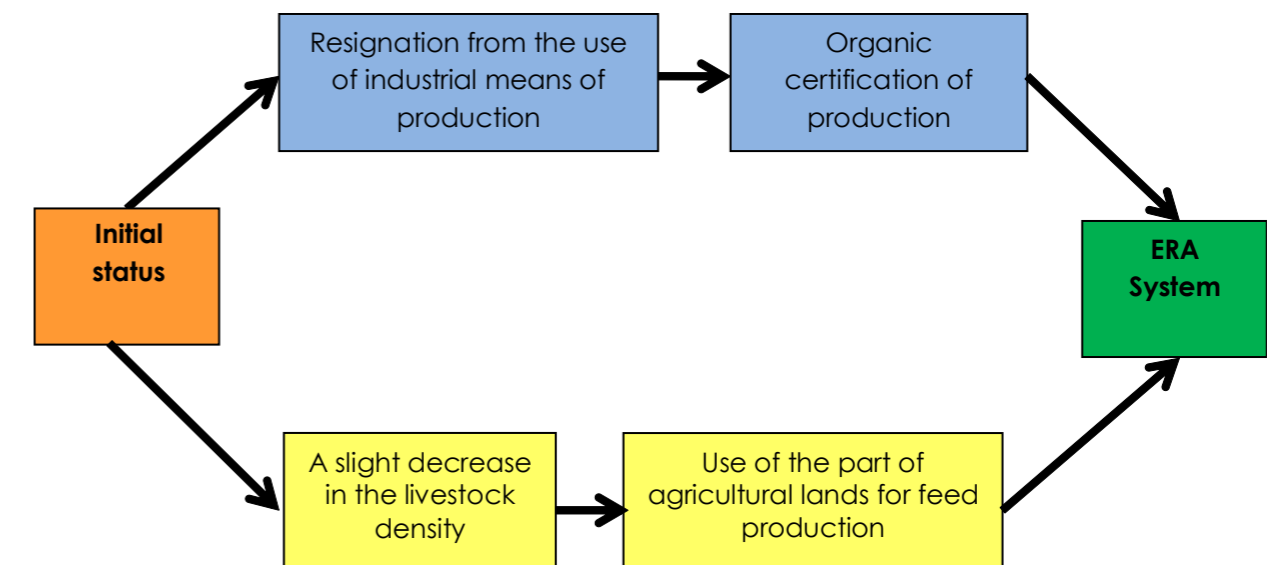 Resignation from the use
of industrial means of
production
Organic
certification of
production
Initial
status
ERA
System
A slight decrease
in the livestock
density
Use of the part of
agricultural lands for feed
production